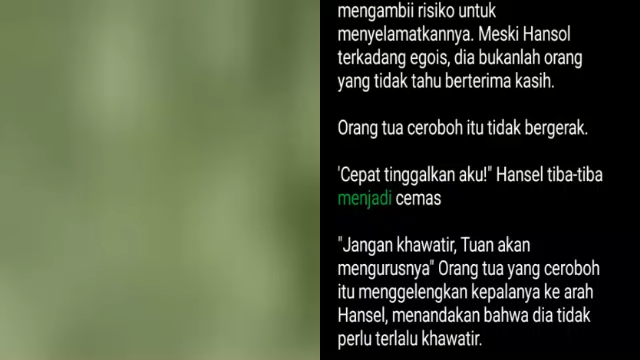 mengambii risiko untuk
menyelamatkannya. Meski Hansol
terkadang egois, dia bukanlah orang
yang tidak tahu berterima kasih.
Orang tua ceroboh itu tidak bergerak.
'Cepat tinggalkan aku!" Hansel tiba-tiba
menjadi cemas
"Jangan khawatir, Tuan akan
mengurusnya" Orang tua yang ceroboh
itu menggelengkan kepalanya ke arah
Hansel, menandakan bahwa dia tidak
perlu terlalu khawatir.